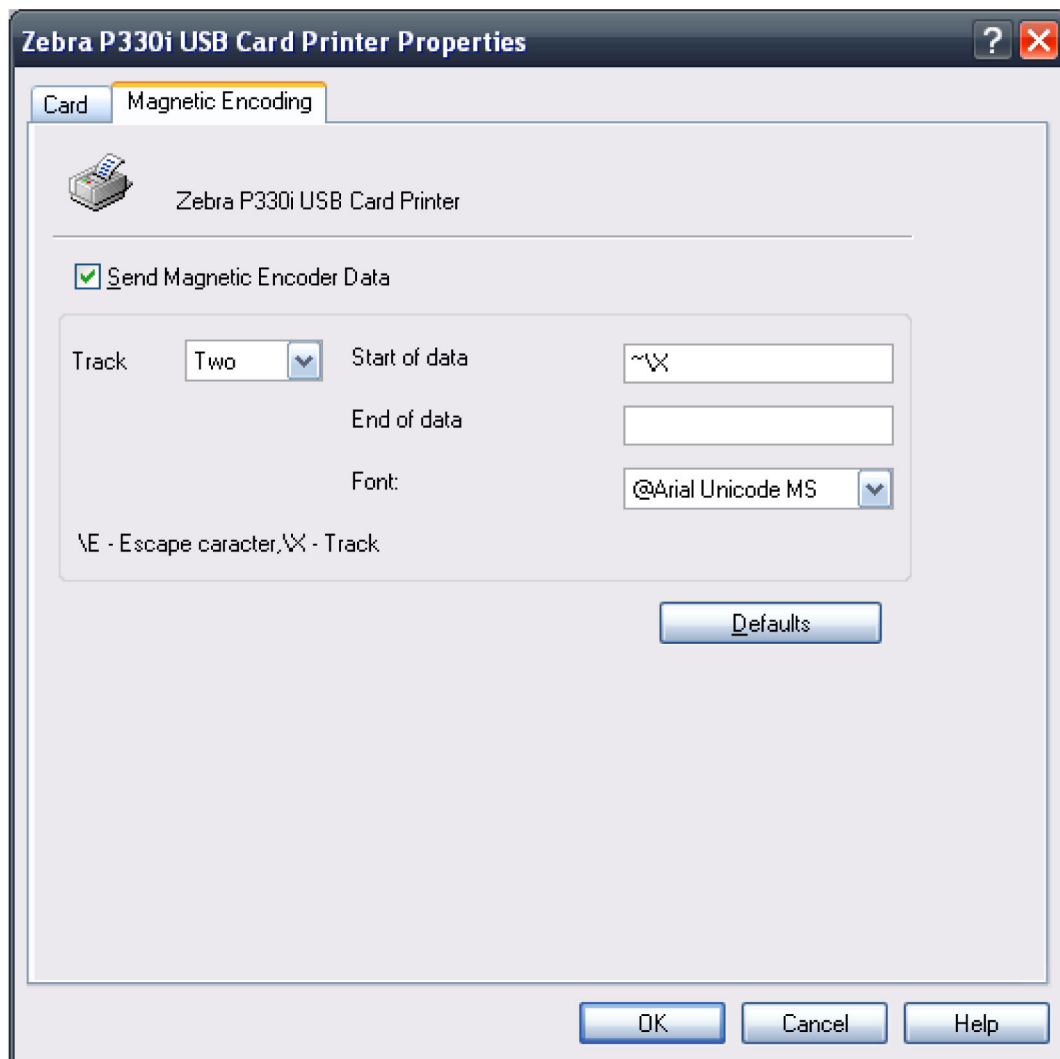 Zebra P330i USB Card Printer Properties
?
Card Magnetic Encoding
Zebra P330i USB Card Printer
Send Magnetic Encoder Data
Track Two Start of data ~\X
End of data
Font: @Arial Unicode MS
\E - Escape caracter,\X - Track
Defaults
OK Cancel Help